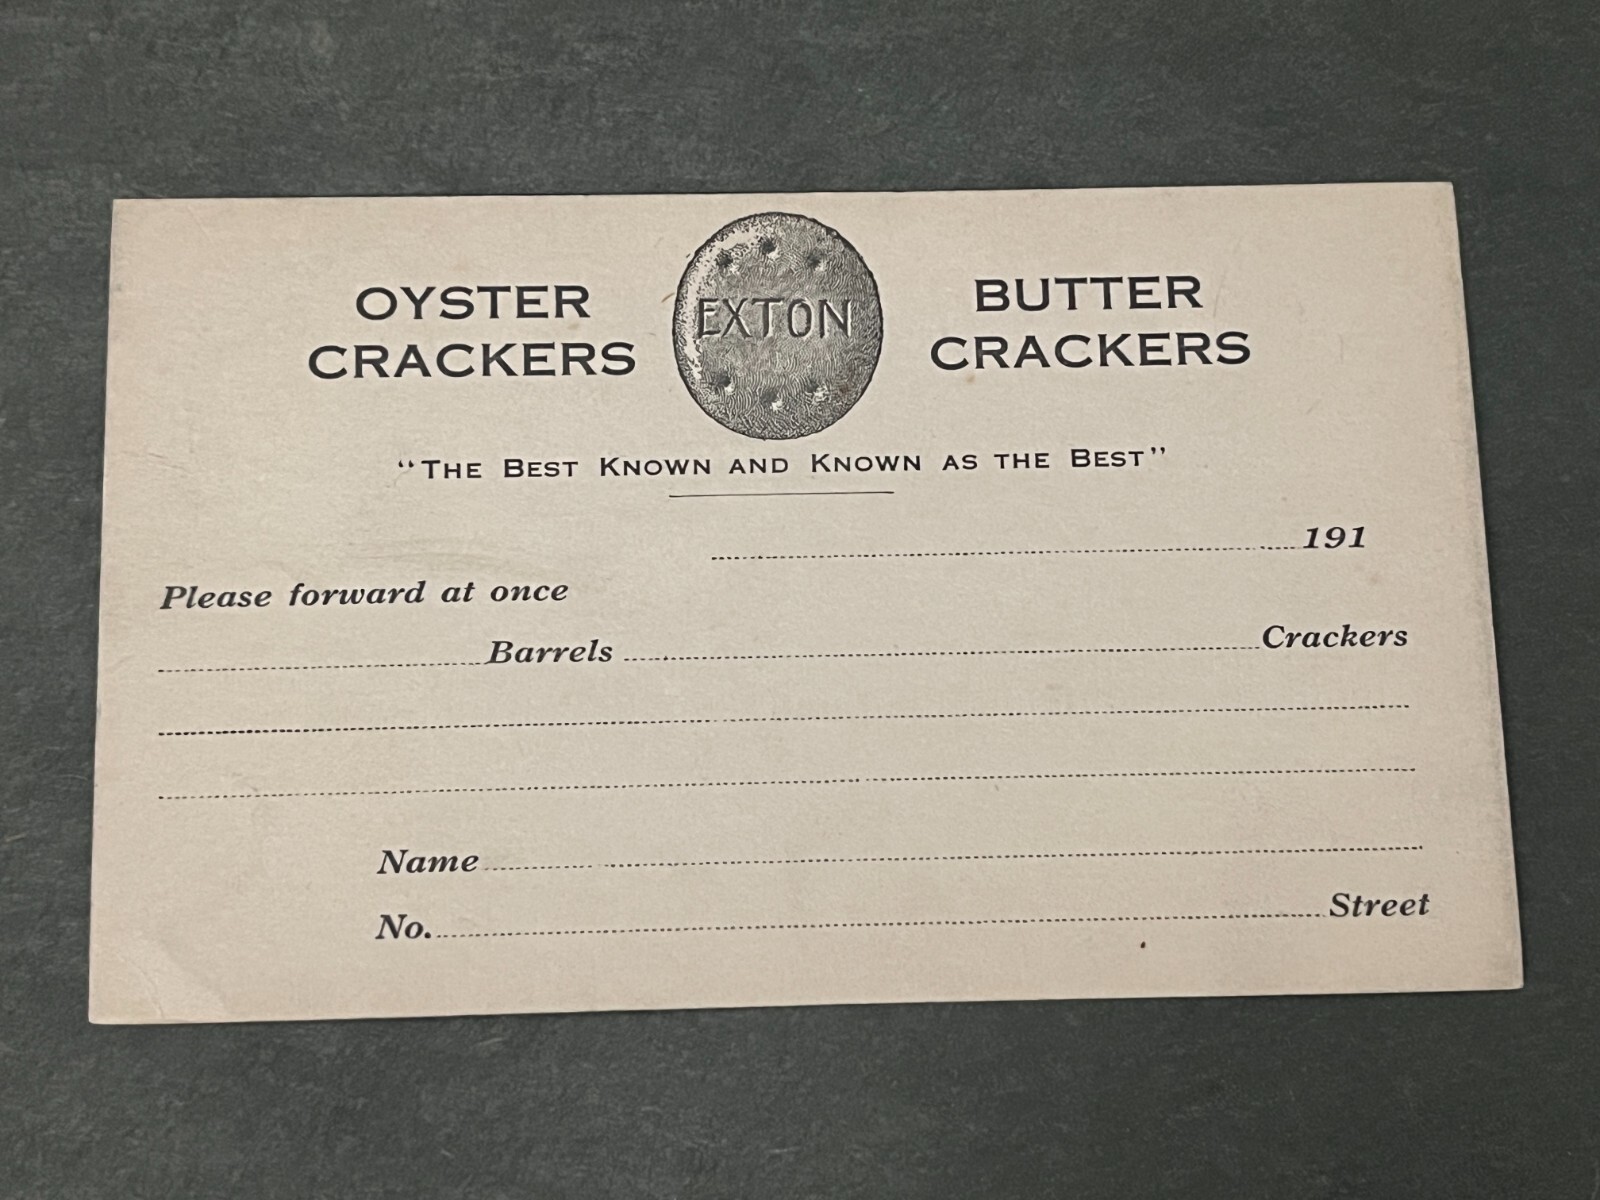 OYSTER CRACKERS
EXTON
BUTTER CRACKERS
"THE BEST KNOWN AND KNOWN AS THE BEST"
191
Please forward at once
Barrels Crackers
Name
No. Street